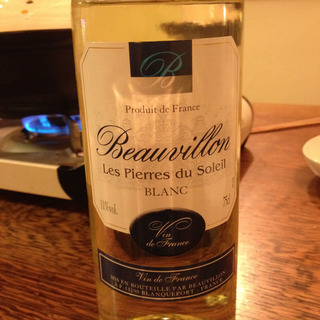 B
Produit de France
Beauvillon
Les Pierres du Soleil
BLANC
11%vol.
75cl
Vin
de France
Vin de France
MIS EN BOUTEILLE PAR BEAUVILLON
BLANQUEFORT - FRANCE